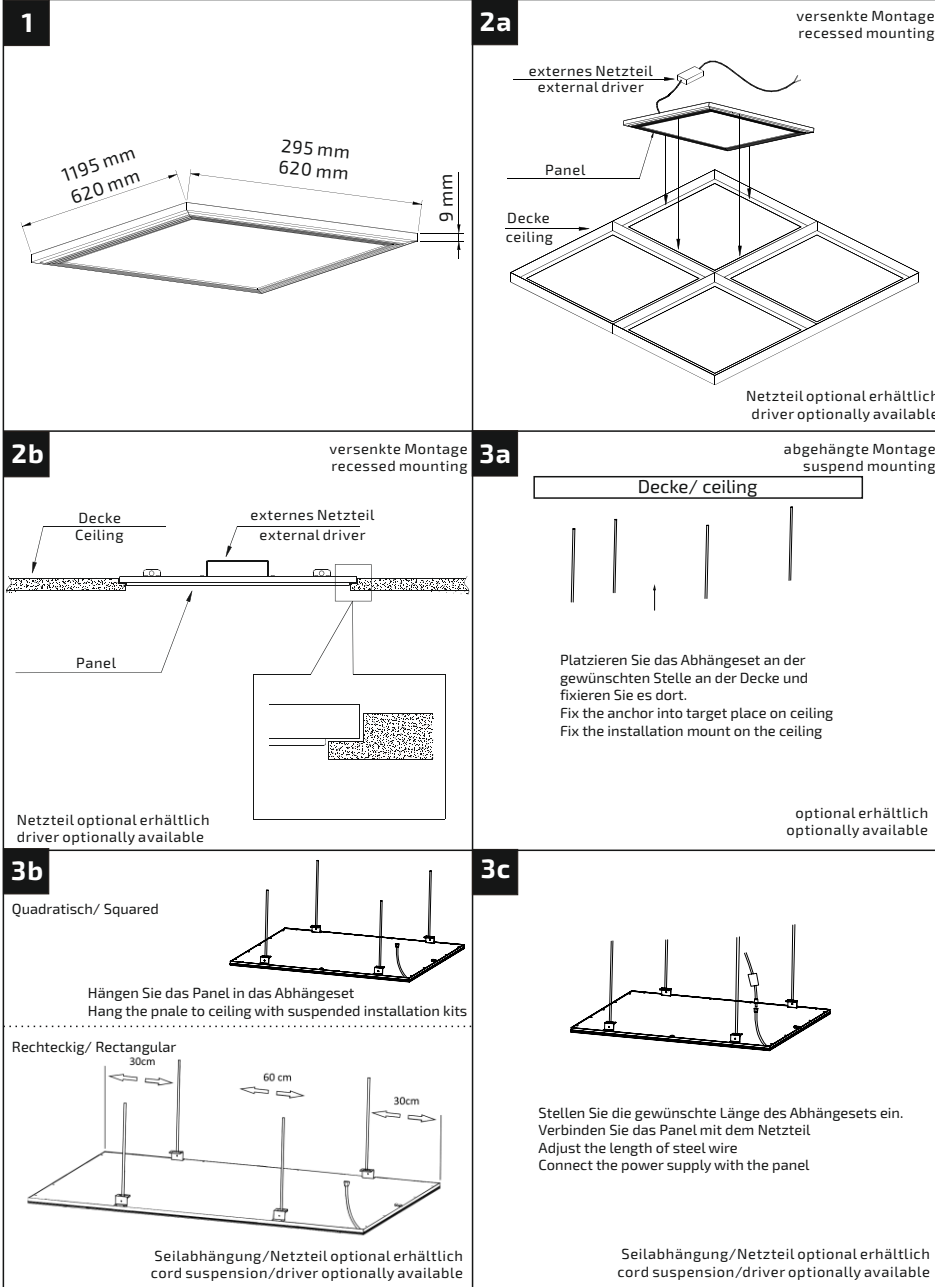 1
1195 mm
620 mm
295 mm
620 mm
9 mm
2a
versenkte Montage
recessed mounting
externes Netzteil
external driver
Panel
Decke
ceiling
Netzteil optional erhältlich
driver optionally available
2b
versenkte Montage
recessed mounting
Decke
Ceiling
externes Netzteil
external driver
Panel
Netzteil optional erhältlich
driver optionally available
3a
abgehängte Montage
suspend mounting
Decke/ ceiling
Platzieren Sie das Abhängeset an der
gewünschten Stelle an der Decke und
fixieren Sie es dort.
Fix the anchor into target place on ceiling
Fix the installation mount on the ceiling
optional erhältlich
optionally available
3b
Quadratisch/ Squared
Hängen Sie das Panel in das Abhängeset
Hang the pnale to ceiling with suspended installation kits
Rechteckig/ Rectangular
30cm
60 cm
30cm
Seilabhängung/Netzteil optional erhältlich
cord suspension/driver optionally available
3c
Stellen Sie die gewünschte Länge des Abhängesets ein.
Verbinden Sie das Panel mit dem Netzteil
Adjust the length of steel wire
Connect the power supply with the panel
Seilabhängung/Netzteil optional erhältlich
cord suspension/driver optionally available